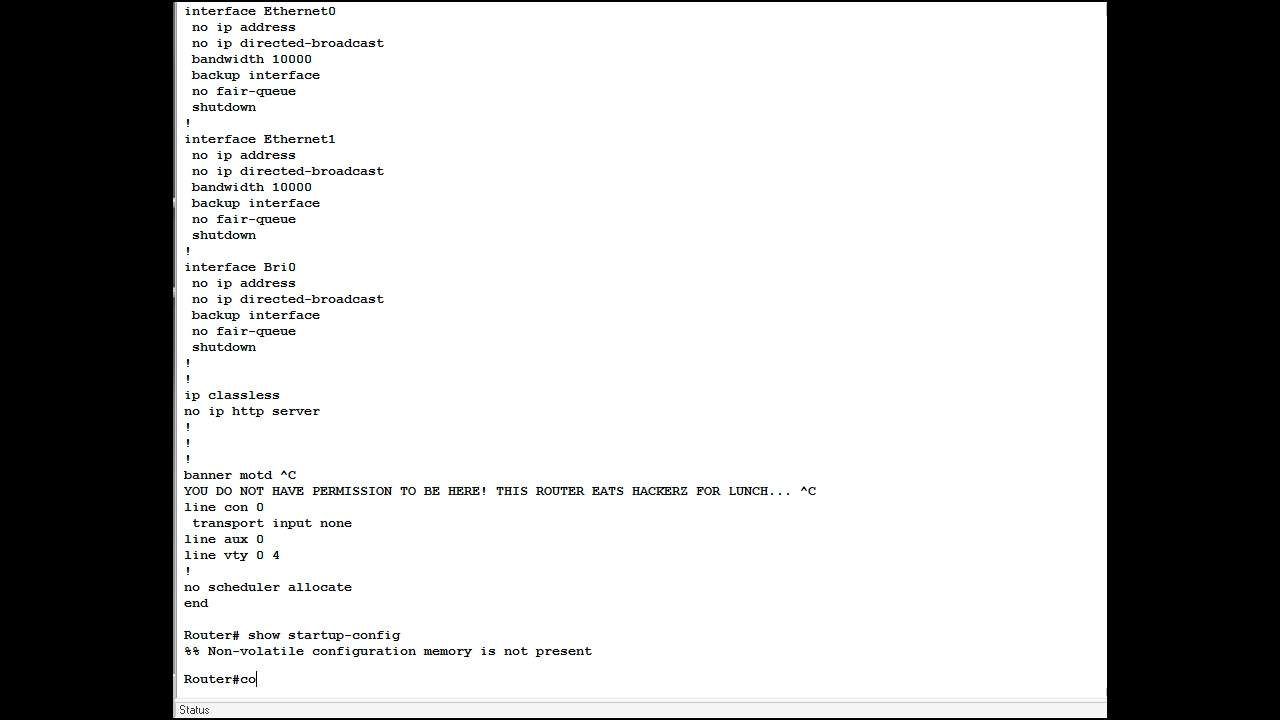 interface Ethernet0
 no ip address
 no ip directed-broadcast
 bandwidth 10000
 backup interface
 no fair-queue
 shutdown
!
interface Ethernet1
 no ip address
 no ip directed-broadcast
 bandwidth 10000
 backup interface
 no fair-queue
 shutdown
!
interface Bri0
 no ip address
 no ip directed-broadcast
 backup interface
 no fair-queue
 shutdown
!
!
ip classless
no ip http server
!
!
!
banner motd ^C
YOU DO NOT HAVE PERMISSION TO BE HERE! THIS ROUTER EATS HACKERZ FOR LUNCH... ^C
line con 0
 transport input none
line aux 0
line vty 0 4
!
no scheduler allocate
end
Router# show startup-config
%% Non-volatile configuration memory is not present
Router#co
Status